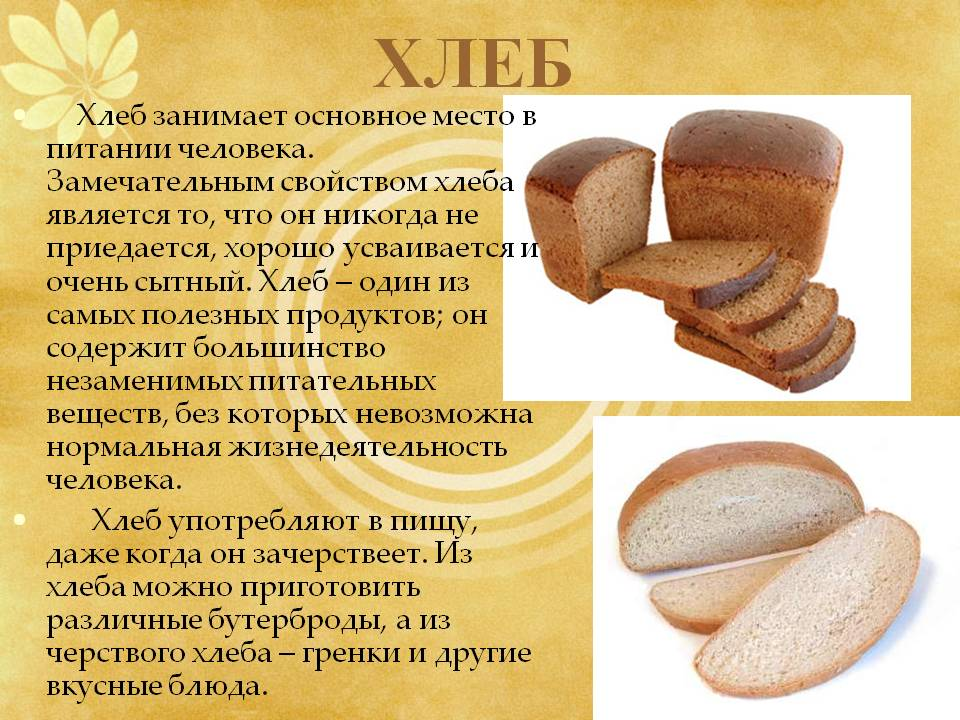 ХЛЕБ
Хлеб занимает основное место в
питании человека.
Замечательным свойством хлеба
является то, что он никогда не
приедается, хорошо усваивается и
очень сытный. Хлеб – один из
самых полезных продуктов; он
содержит большинство
незаменимых питательных
веществ, без которых невозможна
нормальная жизнедеятельность
человека.
Хлеб употребляют в пищу,
даже когда он зачерствеет. Из
хлеба можно приготовить
различные бутерброды, а из
черствого хлеба – гренки и другие
вкусные блюда.